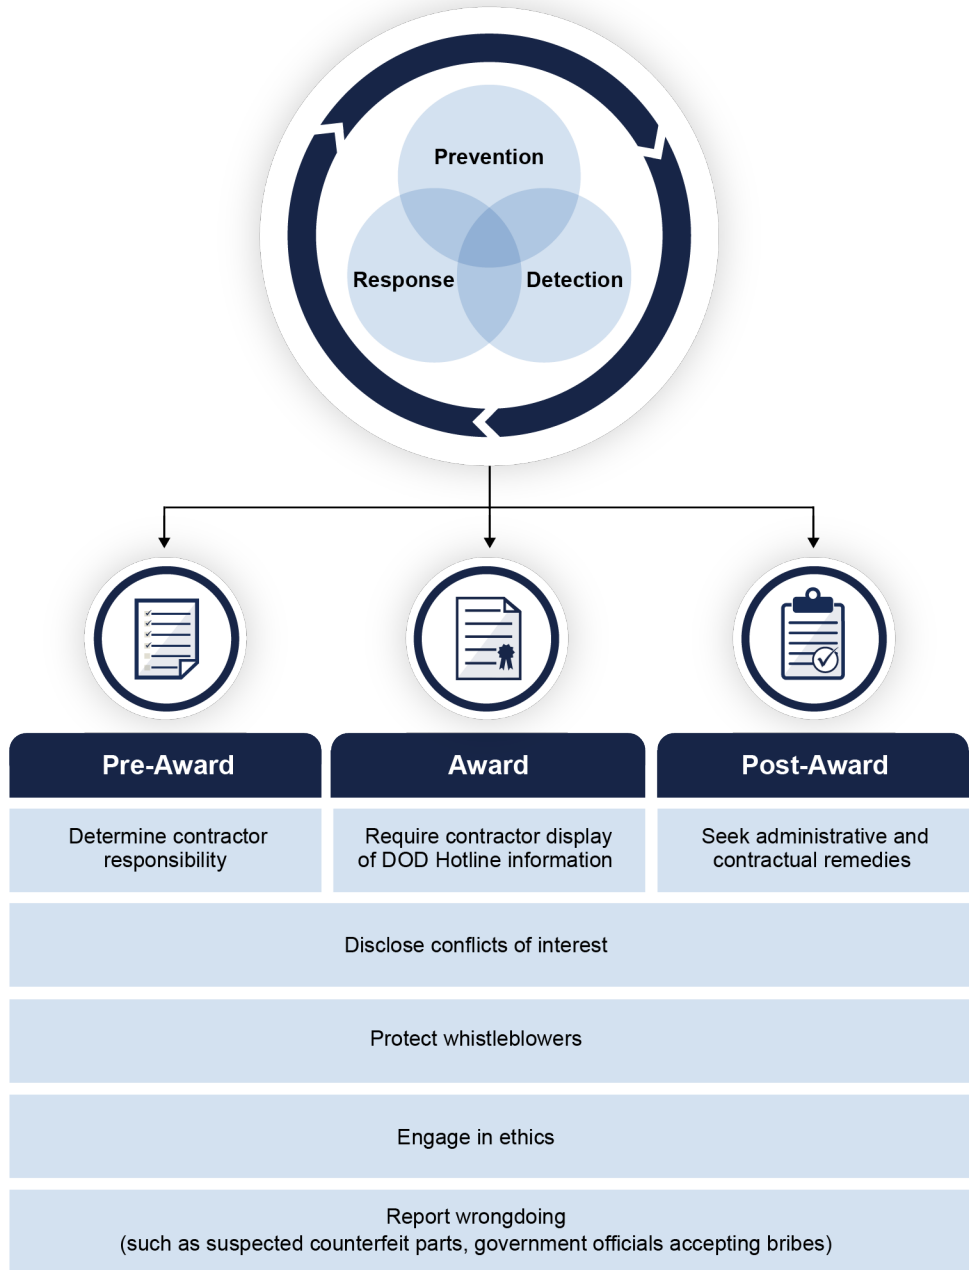 Prevention
Response
Detection
Pre-Award
Award
Post-Award
Determine contractor
responsibility
Require contractor display
of DOD Hotline information
Seek administrative and
contractual remedies
Disclose conflicts of interest
Protect whistleblowers
Engage in ethics
Report wrongdoing
(such as suspected counterfeit parts, government officials accepting bribes)